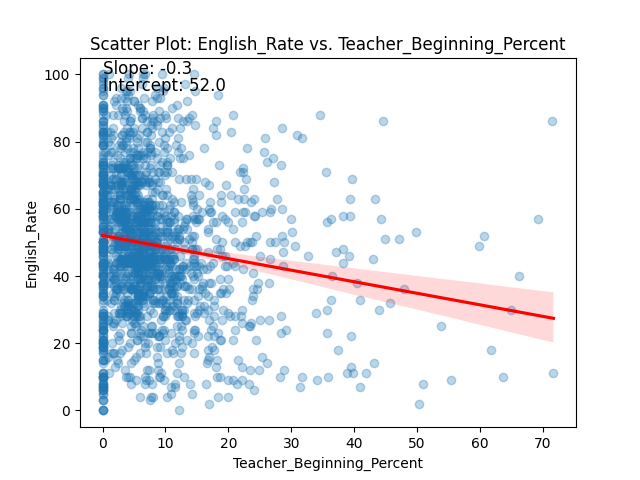 Scatter Plot: English_Rate vs. Teacher_Beginning_Percent
Slope: -0.3
Intercept: 52.0
English_Rate
100
80
60
40
20
0
0 10 20 30 40 50 60 70
Teacher_Beginning_Percent